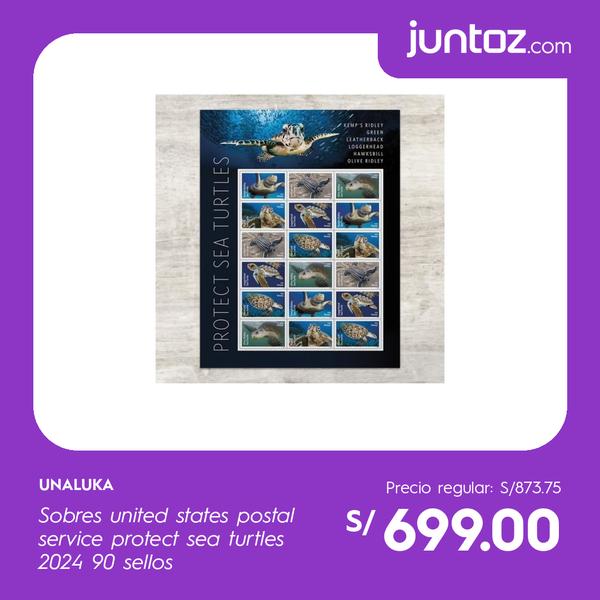 juntoz.com
KEMP'S RIDLEY
GREEN
LEATHERBACK
LOGGERHEAD
HAWKSBILL
OLIVE RIDLEY
PROTECT SEA TURTLES
UNALUKA
Precio regular: S/873.75
Sobres united states postal
service protect sea turtles
2024 90 sellos
S/ 699.00